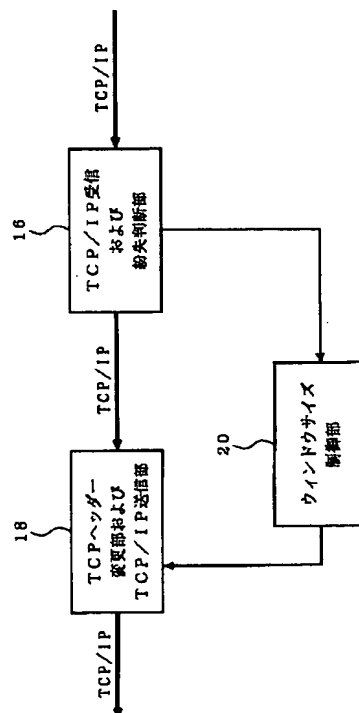 TCP/IP
16
TCP/IP受信
および
紛失判断部
TCP/IP
18
TCPヘッダー
変更部および
TCP/IP送信部
TCP/IP
20
ウィンドウサイズ
制御部